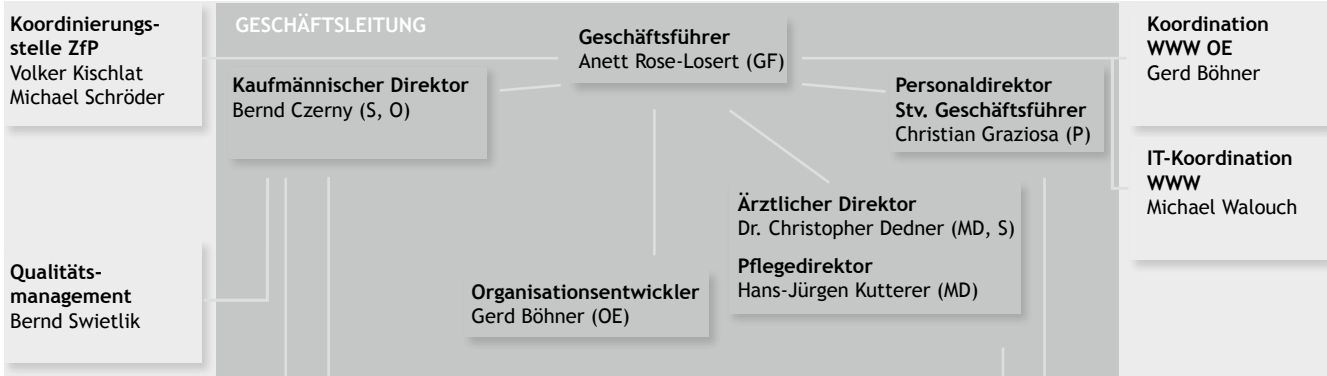 Koordinierungs-
stelle ZfP
Volker Kischlat
Michael Schröder
GESCHÄFTSLEITUNG
Geschäftsführer
Anett Rose-Losert (GF)
Kaufmännischer Direktor
Bernd Czerny (S, O)
Personaldirektor
Stv. Geschäftsführer
Christian Graziosa (P)
Koordination
WWW OE
Gerd Böhner
IT-Koordination
WWW
Michael Walouch
Ärztlicher Direktor
Dr. Christopher Dedner (MD, S)
Pflegedirektor
Hans-Jürgen Kutterer (MD)
Organisationsentwickler
Gerd Böhner (OE)
Qualitäts-
management
Bernd Swietlik